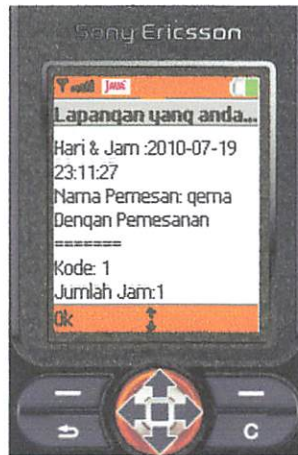 Sony Ericsson
Java
Lapangan yang anda...
Hari & Jam :2010-07-19
23:11:27
Nama Pemesan: gema
Dengan Pemesanan
=======
Kode: 1
Jumlah Jam:1
Ok
C